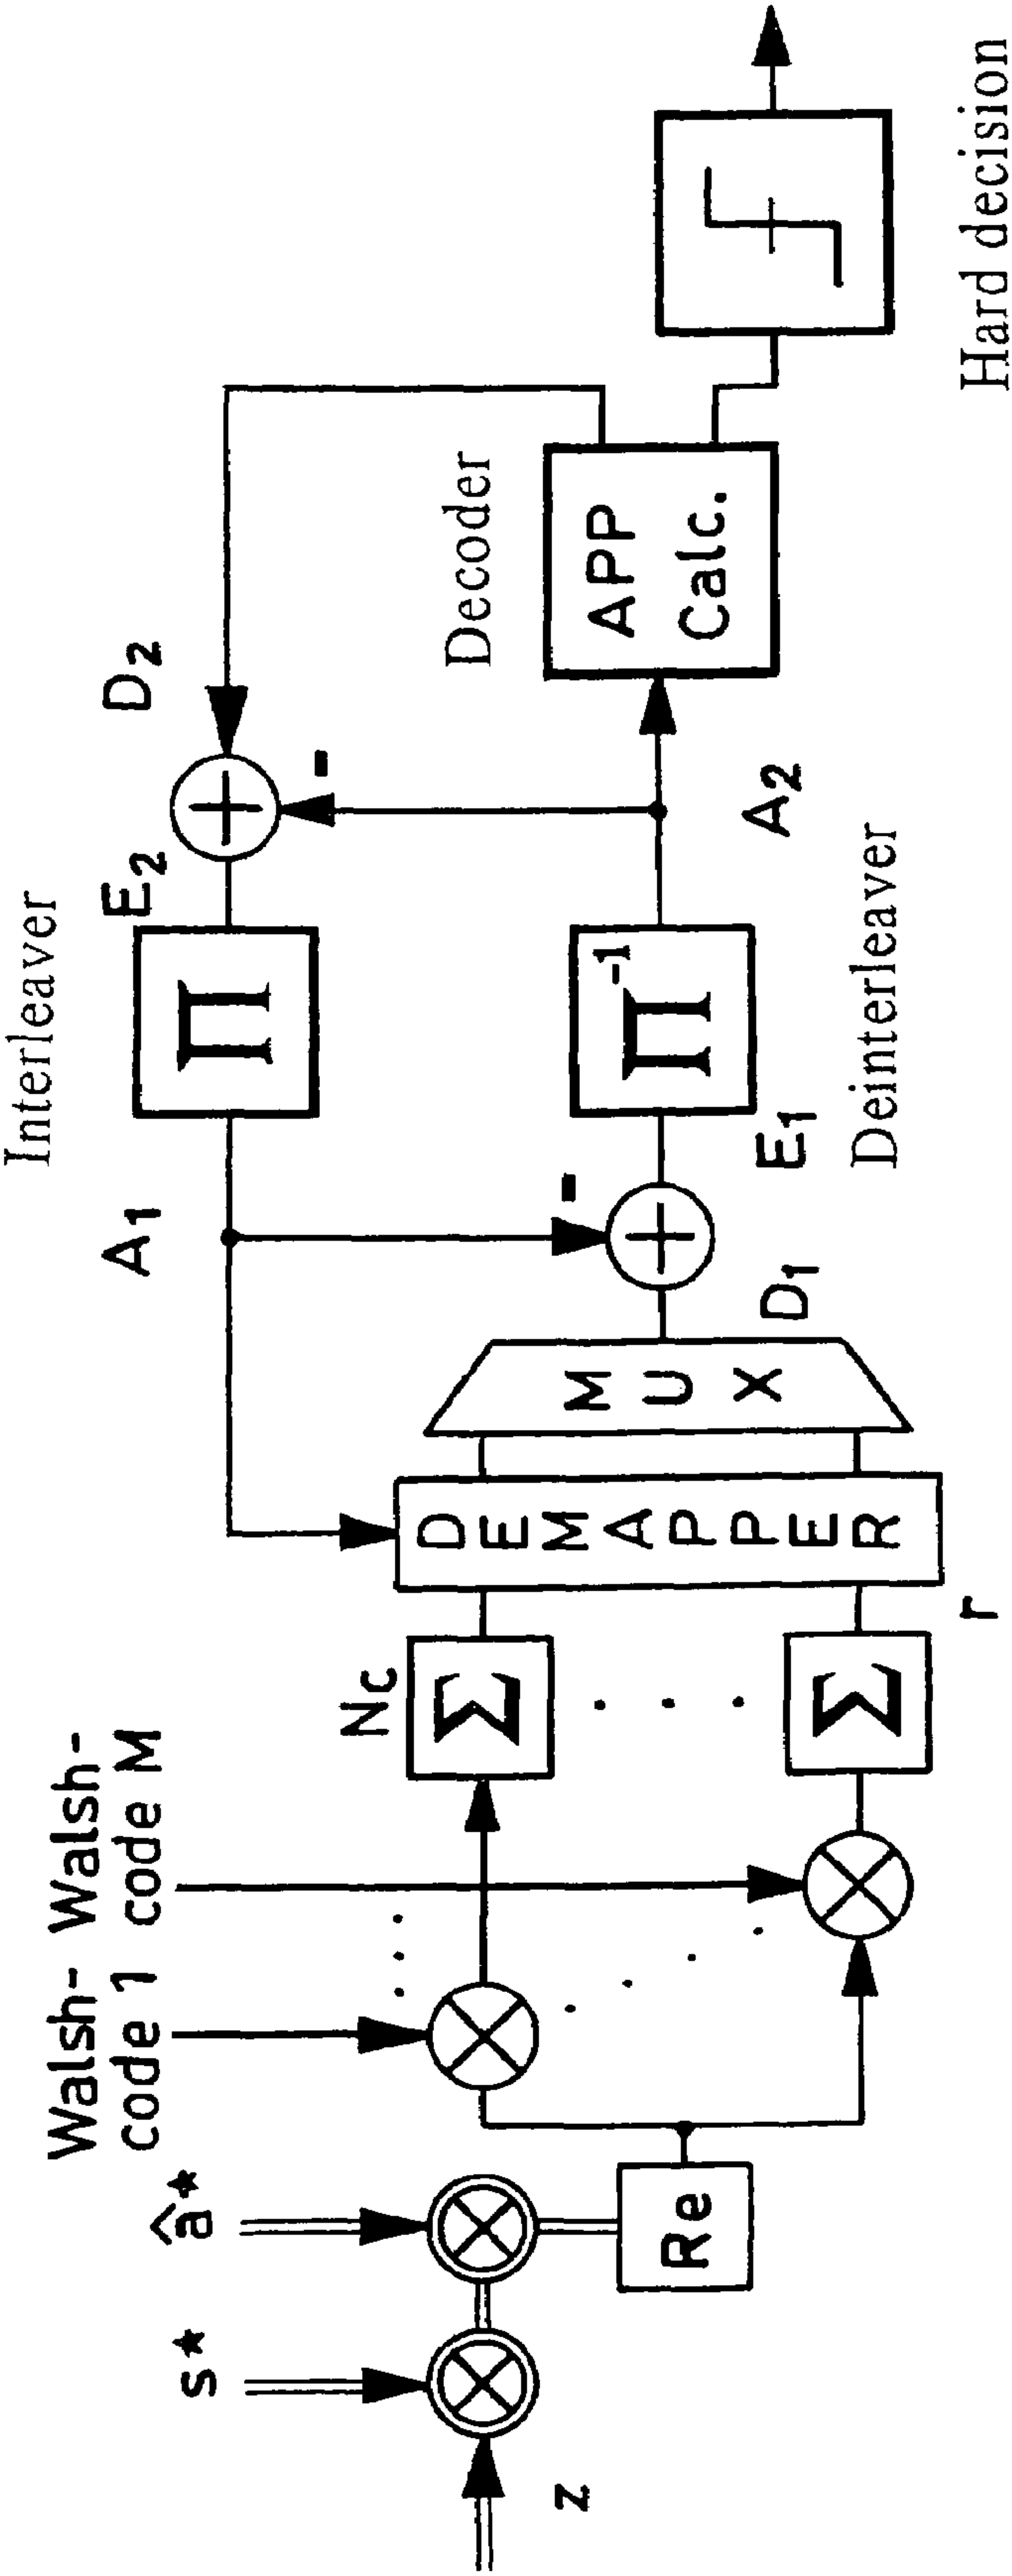 Interleaver
Walsh-
code 1
Walsh-
code M
A₁
E₂
D₂
s*
â*
N_C
Σ
Π
Decoder
z
Re
DEMAPPER
MUX
Π⁻¹
APP
Calc.
Σ
r
D₁
E₁
A₂
Deinterleaver
Hard decision